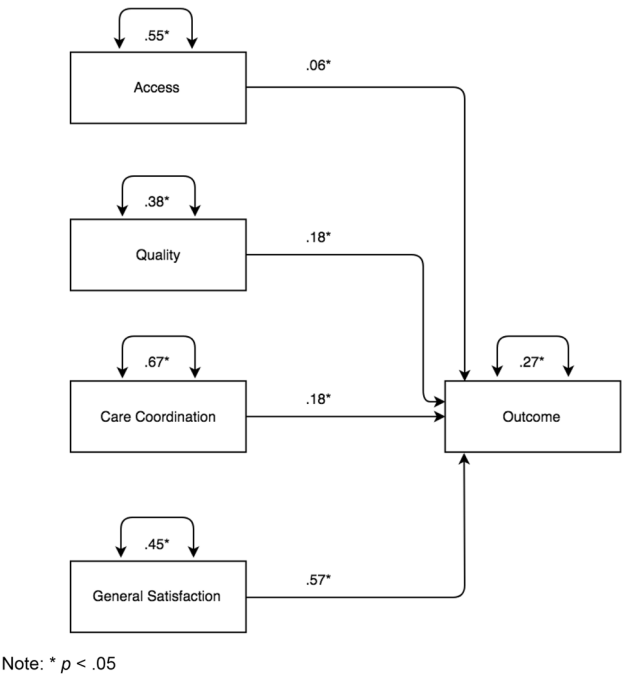 .55*
.06*
Access
.38*
.18*
Quality
.67*
.27*
.18*
Care Coordination
Outcome
.45*
.57*
General Satisfaction
Note: * p < .05